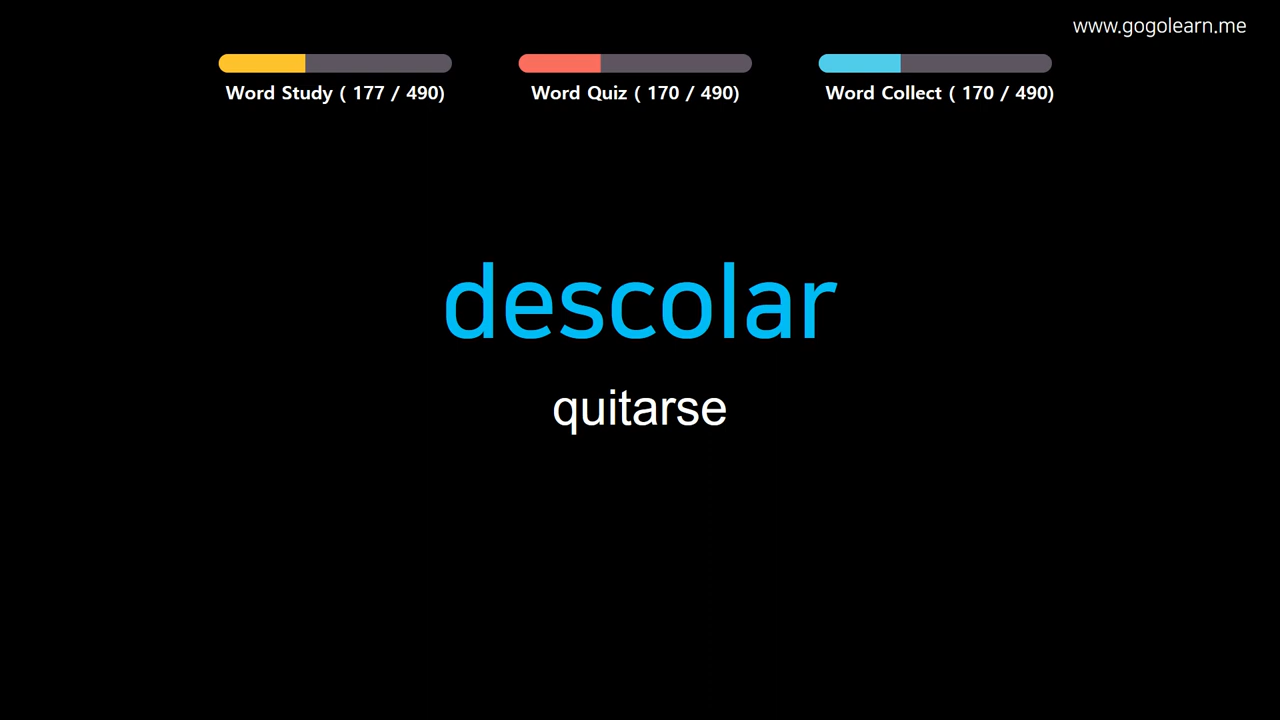 www.gogolearn.me
Word Study ( 177 / 490)
Word Quiz ( 170 / 490)
Word Collect ( 170 / 490)
descolar
quitarse